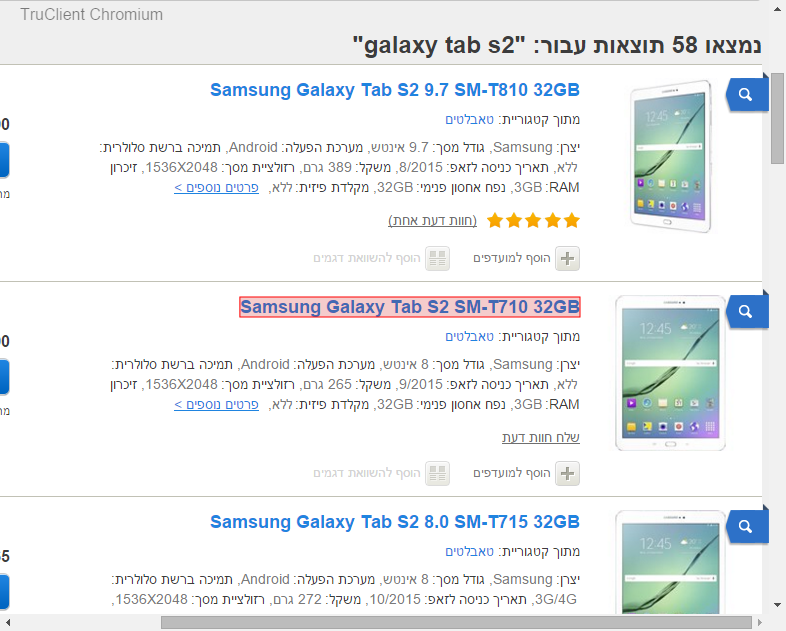 TruClient Chromium
נמצאו 58 תוצאות עבור: "galaxy tab s2"
Samsung Galaxy Tab S2 9.7 SM-T810 32GB
מתוך קטגוריית: טאבלטים
יצרן: Samsung, גודל מסך: 9.7 אינטש, מערכת הפעלה: Android, תמיכה ברשת סלולרית:
ללא, תאריך כניסה לזאפ: 8/2015, משקל: 389 גרם, רזולציית מסך: 1536X2048, זיכרון
RAM: 3GB, נפח אחסון פנימי: 32GB, מקלדת פיזית: ללא, פרטים נוספים >
(חוות דעת אחת)
הוסף למועדפים הוסף להשוואת דגמים
Samsung Galaxy Tab S2 SM-T710 32GB
מתוך קטגוריית: טאבלטים
יצרן: Samsung, גודל מסך: 8 אינטש, מערכת הפעלה: Android, תמיכה ברשת סלולרית:
ללא, תאריך כניסה לזאפ: 9/2015, משקל: 265 גרם, רזולציית מסך: 1536X2048, זיכרון
RAM: 3GB, נפח אחסון פנימי: 32GB, מקלדת פיזית: ללא, פרטים נוספים >
שלח חוות דעת
הוסף למועדפים הוסף להשוואת דגמים
Samsung Galaxy Tab S2 8.0 SM-T715 32GB
מתוך קטגוריית: טאבלטים
יצרן: Samsung, גודל מסך: 8 אינטש, מערכת הפעלה: Android, תמיכה ברשת סלולרית:
3G/4G, תאריך כניסה לזאפ: 10/2015, משקל: 272 גרם, רזולציית מסך: 1536X2048,